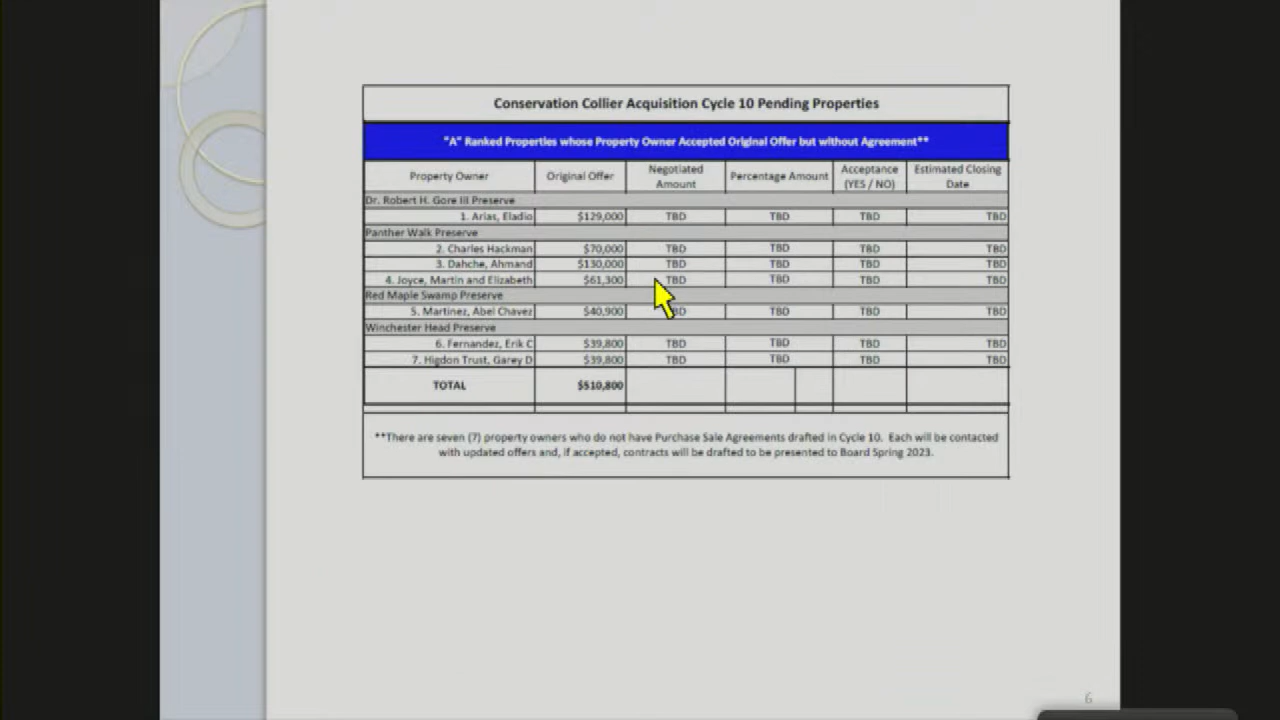 Conservation Collier Acquisition Cycle 10 Pending Properties
"A" Ranked Properties whose Property Owner Accepted Original Offer but without Agreement**
Property Owner Original Offer Negotiated Amount Percentage Amount Acceptance (YES / NO) Estimated Closing Date
Dr. Robert H. Gore III Preserve
1. Arias, Eladio $129,000 TBD TBD TBD TBD
Panther Walk Preserve
2. Charles Hackman $70,000 TBD TBD TBD TBD
3. Dahche, Ahmand $130,000 TBD TBD TBD TBD
4. Joyce, Martin and Elizabeth $61,300 TBD TBD TBD TBD
Red Maple Swamp Preserve
5. Martinez, Abel Chavez $40,900 TBD TBD TBD TBD
Winchester Head Preserve
6. Fernandez, Erik C $39,800 TBD TBD TBD TBD
7. Higdon Trust, Garey D $39,800 TBD TBD TBD TBD
TOTAL $510,800
**There are seven (7) property owners who do not have Purchase Sale Agreements drafted in Cycle 10. Each will be contacted
with updated offers and, if accepted, contracts will be drafted to be presented to Board Spring 2023.
6